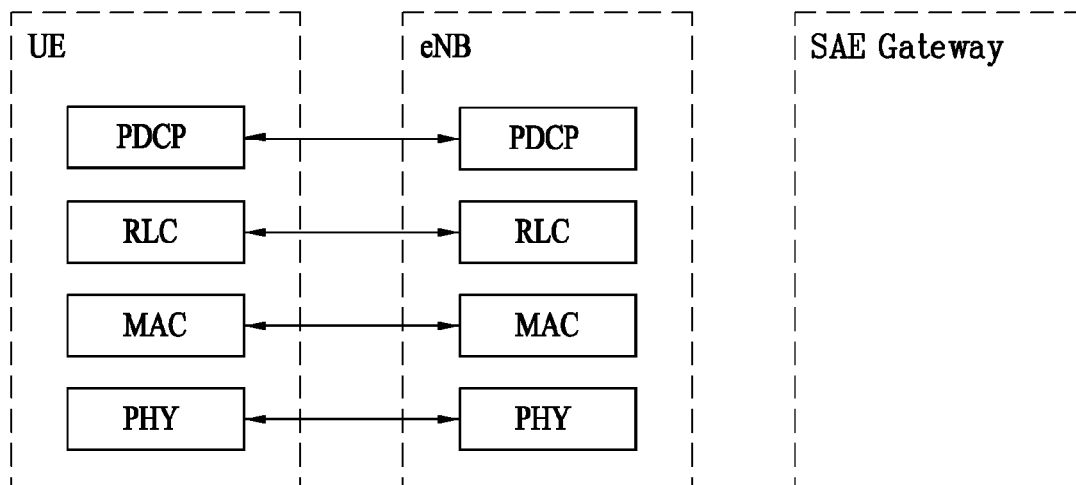 UE
eNB
SAE Gateway
PDCP
PDCP
RLC
RLC
MAC
MAC
PHY
PHY